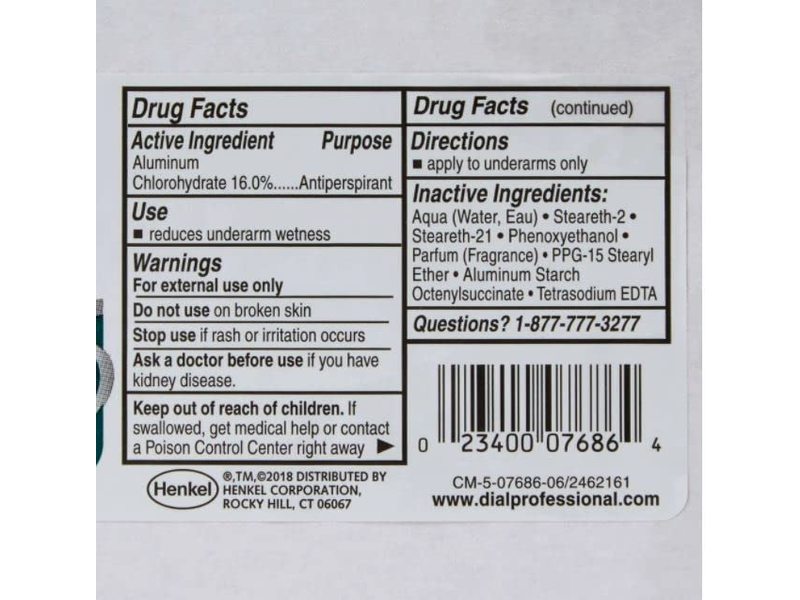 Drug Facts
Active Ingredient Purpose
Aluminum
Chlorohydrate 16.0%......Antiperspirant
Use
■ reduces underarm wetness
Warnings
For external use only
Do not use on broken skin
Stop use if rash or irritation occurs
Ask a doctor before use if you have
kidney disease.
Keep out of reach of children. If
swallowed, get medical help or contact
a Poison Control Center right away ▶
Henkel
®,TM,©2018 DISTRIBUTED BY
HENKEL CORPORATION,
ROCKY HILL, CT 06067
Drug Facts (continued)
Directions
■ apply to underarms only
Inactive Ingredients:
Aqua (Water, Eau) • Steareth-2 •
Steareth-21 • Phenoxyethanol •
Parfum (Fragrance) • PPG-15 Stearyl
Ether • Aluminum Starch
Octenylsuccinate • Tetrasodium EDTA
Questions? 1-877-777-3277
0 23400 07686 4
CM-5-07686-06/2462161
www.dialprofessional.com